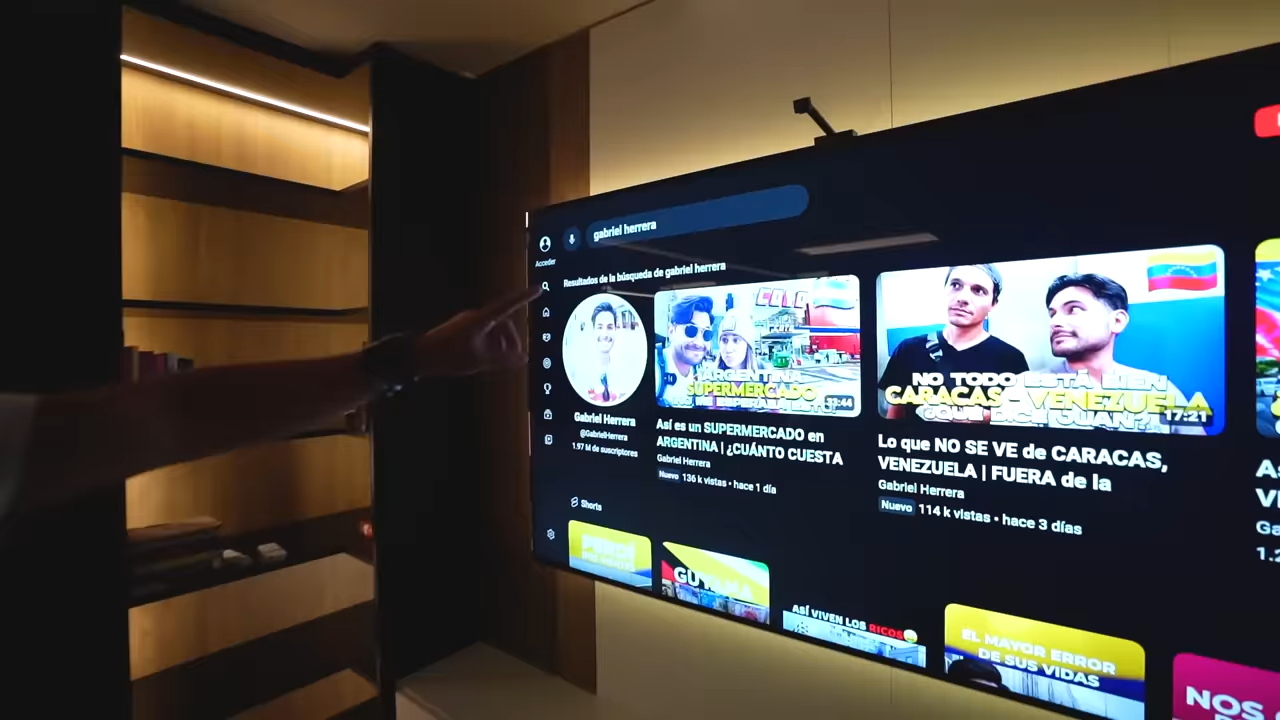 gabriel herrera
Acceder
Resultados de la búsqueda de gabriel herrera
Gabriel Herrera
@GabrielHerrera
1.97 M de suscriptores
ARGENTINA
SUPERMERCADO
33:44
Así es un SUPERMERCADO en
ARGENTINA | ¿CUÁNTO CUESTA
Gabriel Herrera
Nuevo 136 k vistas • hace 1 día
NO TODO ESTÁ BIEN
CARACAS - VENEZUELA
¿QUE DICE JUAN?
17:21
Lo que NO SE VE de CARACAS,
VENEZUELA | FUERA de la
Gabriel Herrera
Nuevo 114 k vistas • hace 3 días
Shorts
ASÍ VIVEN LOS RICOS
EL MAYOR ERROR
DE SUS VIDAS
NOS